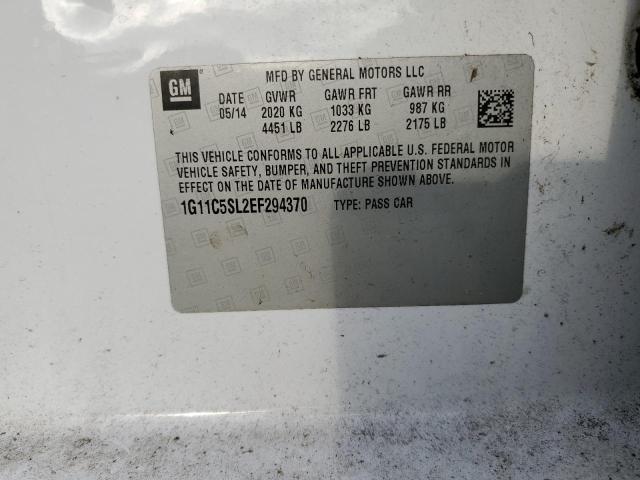 GM
MFD BY GENERAL MOTORS LLC
DATE GVWR GAWR FRT GAWR RR
05/14 2020 KG 1033 KG 987 KG
4451 LB 2276 LB 2175 LB
THIS VEHICLE CONFORMS TO ALL APPLICABLE U.S. FEDERAL MOTOR
VEHICLE SAFETY, BUMPER, AND THEFT PREVENTION STANDARDS IN
EFFECT ON THE DATE OF MANUFACTURE SHOWN ABOVE.
1G11C5SL2EF294370 TYPE: PASS CAR